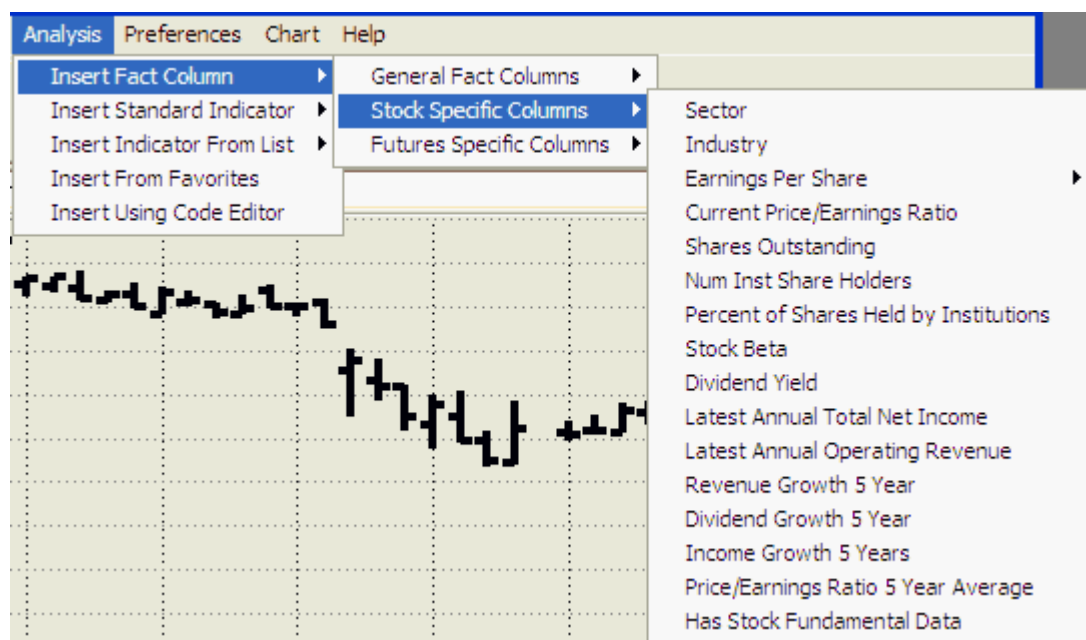 Analysis Preferences Chart Help
Insert Fact Column
Insert Standard Indicator
Insert Indicator From List
Insert From Favorites
Insert Using Code Editor
General Fact Columns
Stock Specific Columns
Futures Specific Columns
Sector
Industry
Earnings Per Share
Current Price/Earnings Ratio
Shares Outstanding
Num Inst Share Holders
Percent of Shares Held by Institutions
Stock Beta
Dividend Yield
Latest Annual Total Net Income
Latest Annual Operating Revenue
Revenue Growth 5 Year
Dividend Growth 5 Year
Income Growth 5 Years
Price/Earnings Ratio 5 Year Average
Has Stock Fundamental Data